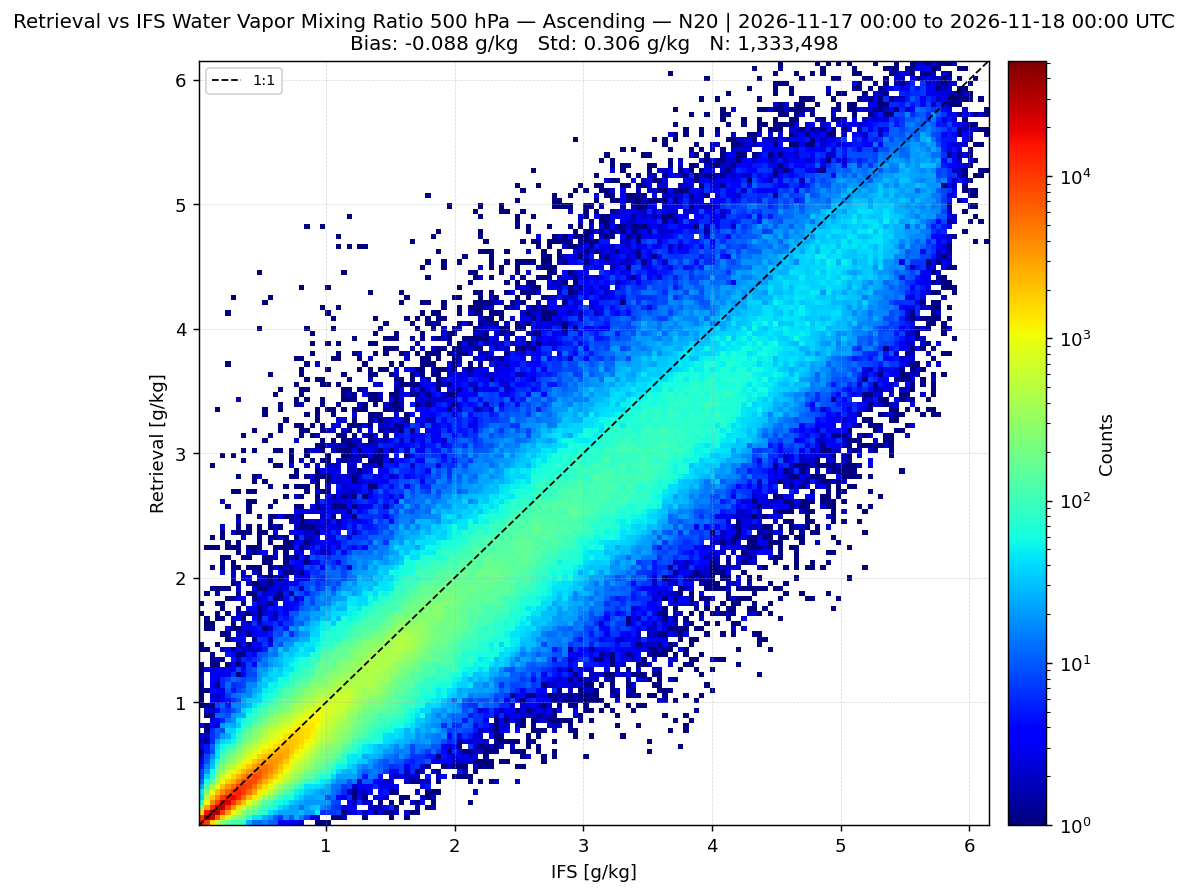 Retrieval vs IFS Water Vapor Mixing Ratio 500 hPa — Ascending — N20 | 2026-11-17 00:00 to 2026-11-18 00:00 UTC
Bias: -0.088 g/kg   Std: 0.306 g/kg   N: 1,333,498
1:1
6
5
4
3
2
1
Retrieval [g/kg]
1 2 3 4 5 6
IFS [g/kg]
10⁴
10³
10²
10¹
10⁰
Counts